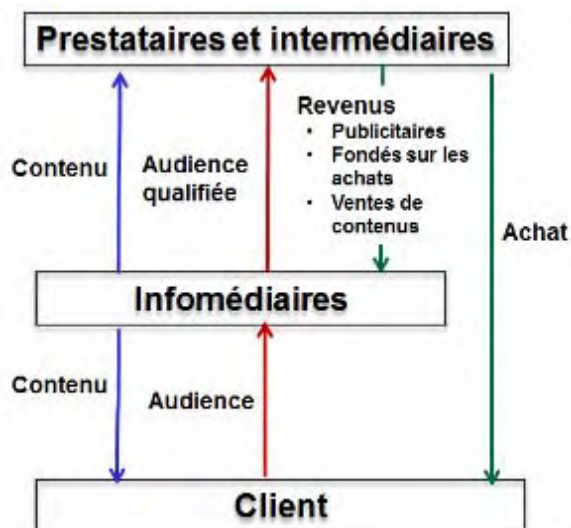 Prestataires et intermédiaires
Revenus
• Publicitaires
• Fondés sur les
achats
• Ventes de
contenus
Contenu
Audience
qualifiée
Achat
Infomédiaires
Contenu
Audience
Client